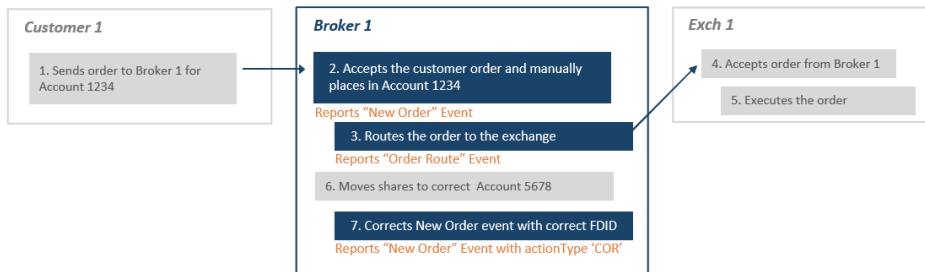 Customer 1
1. Sends order to Broker 1 for
Account 1234
Broker 1
2. Accepts the customer order and manually
places in Account 1234
Reports “New Order” Event
3. Routes the order to the exchange
Reports “Order Route” Event
Exch 1
4. Accepts order from Broker 1
5. Executes the order
6. Moves shares to correct  Account 5678
7. Corrects New Order event with correct FDID
Reports “New Order” Event with actionType ‘COR’